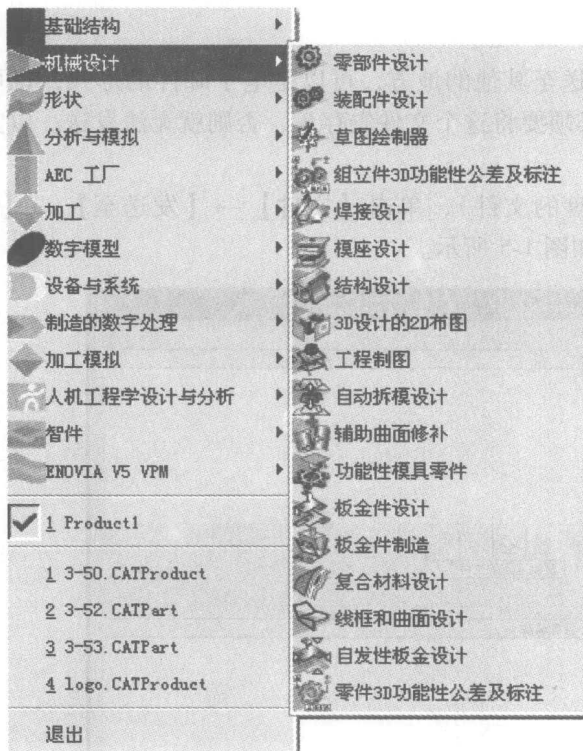 基础结构
机械设计
形状
分析与模拟
AEC 工厂
加工
数字模型
设备与系统
制造的数字处理
加工模拟
人机工程学设计与分析
智件
ENOVIA V5 VPM
1 Product1
1 3-50.CATProduct
2 3-52.CATPart
3 3-53.CATPart
4 logo.CATProduct
退出
零部件设计
装配件设计
草图绘制器
组立件3D功能性公差及标注
焊接设计
模座设计
结构设计
3D设计的2D布图
工程制图
自动拆模设计
辅助曲面修补
功能性模具零件
板金件设计
板金件制造
复合材料设计
线框和曲面设计
自发性板金设计
零件3D功能性公差及标注